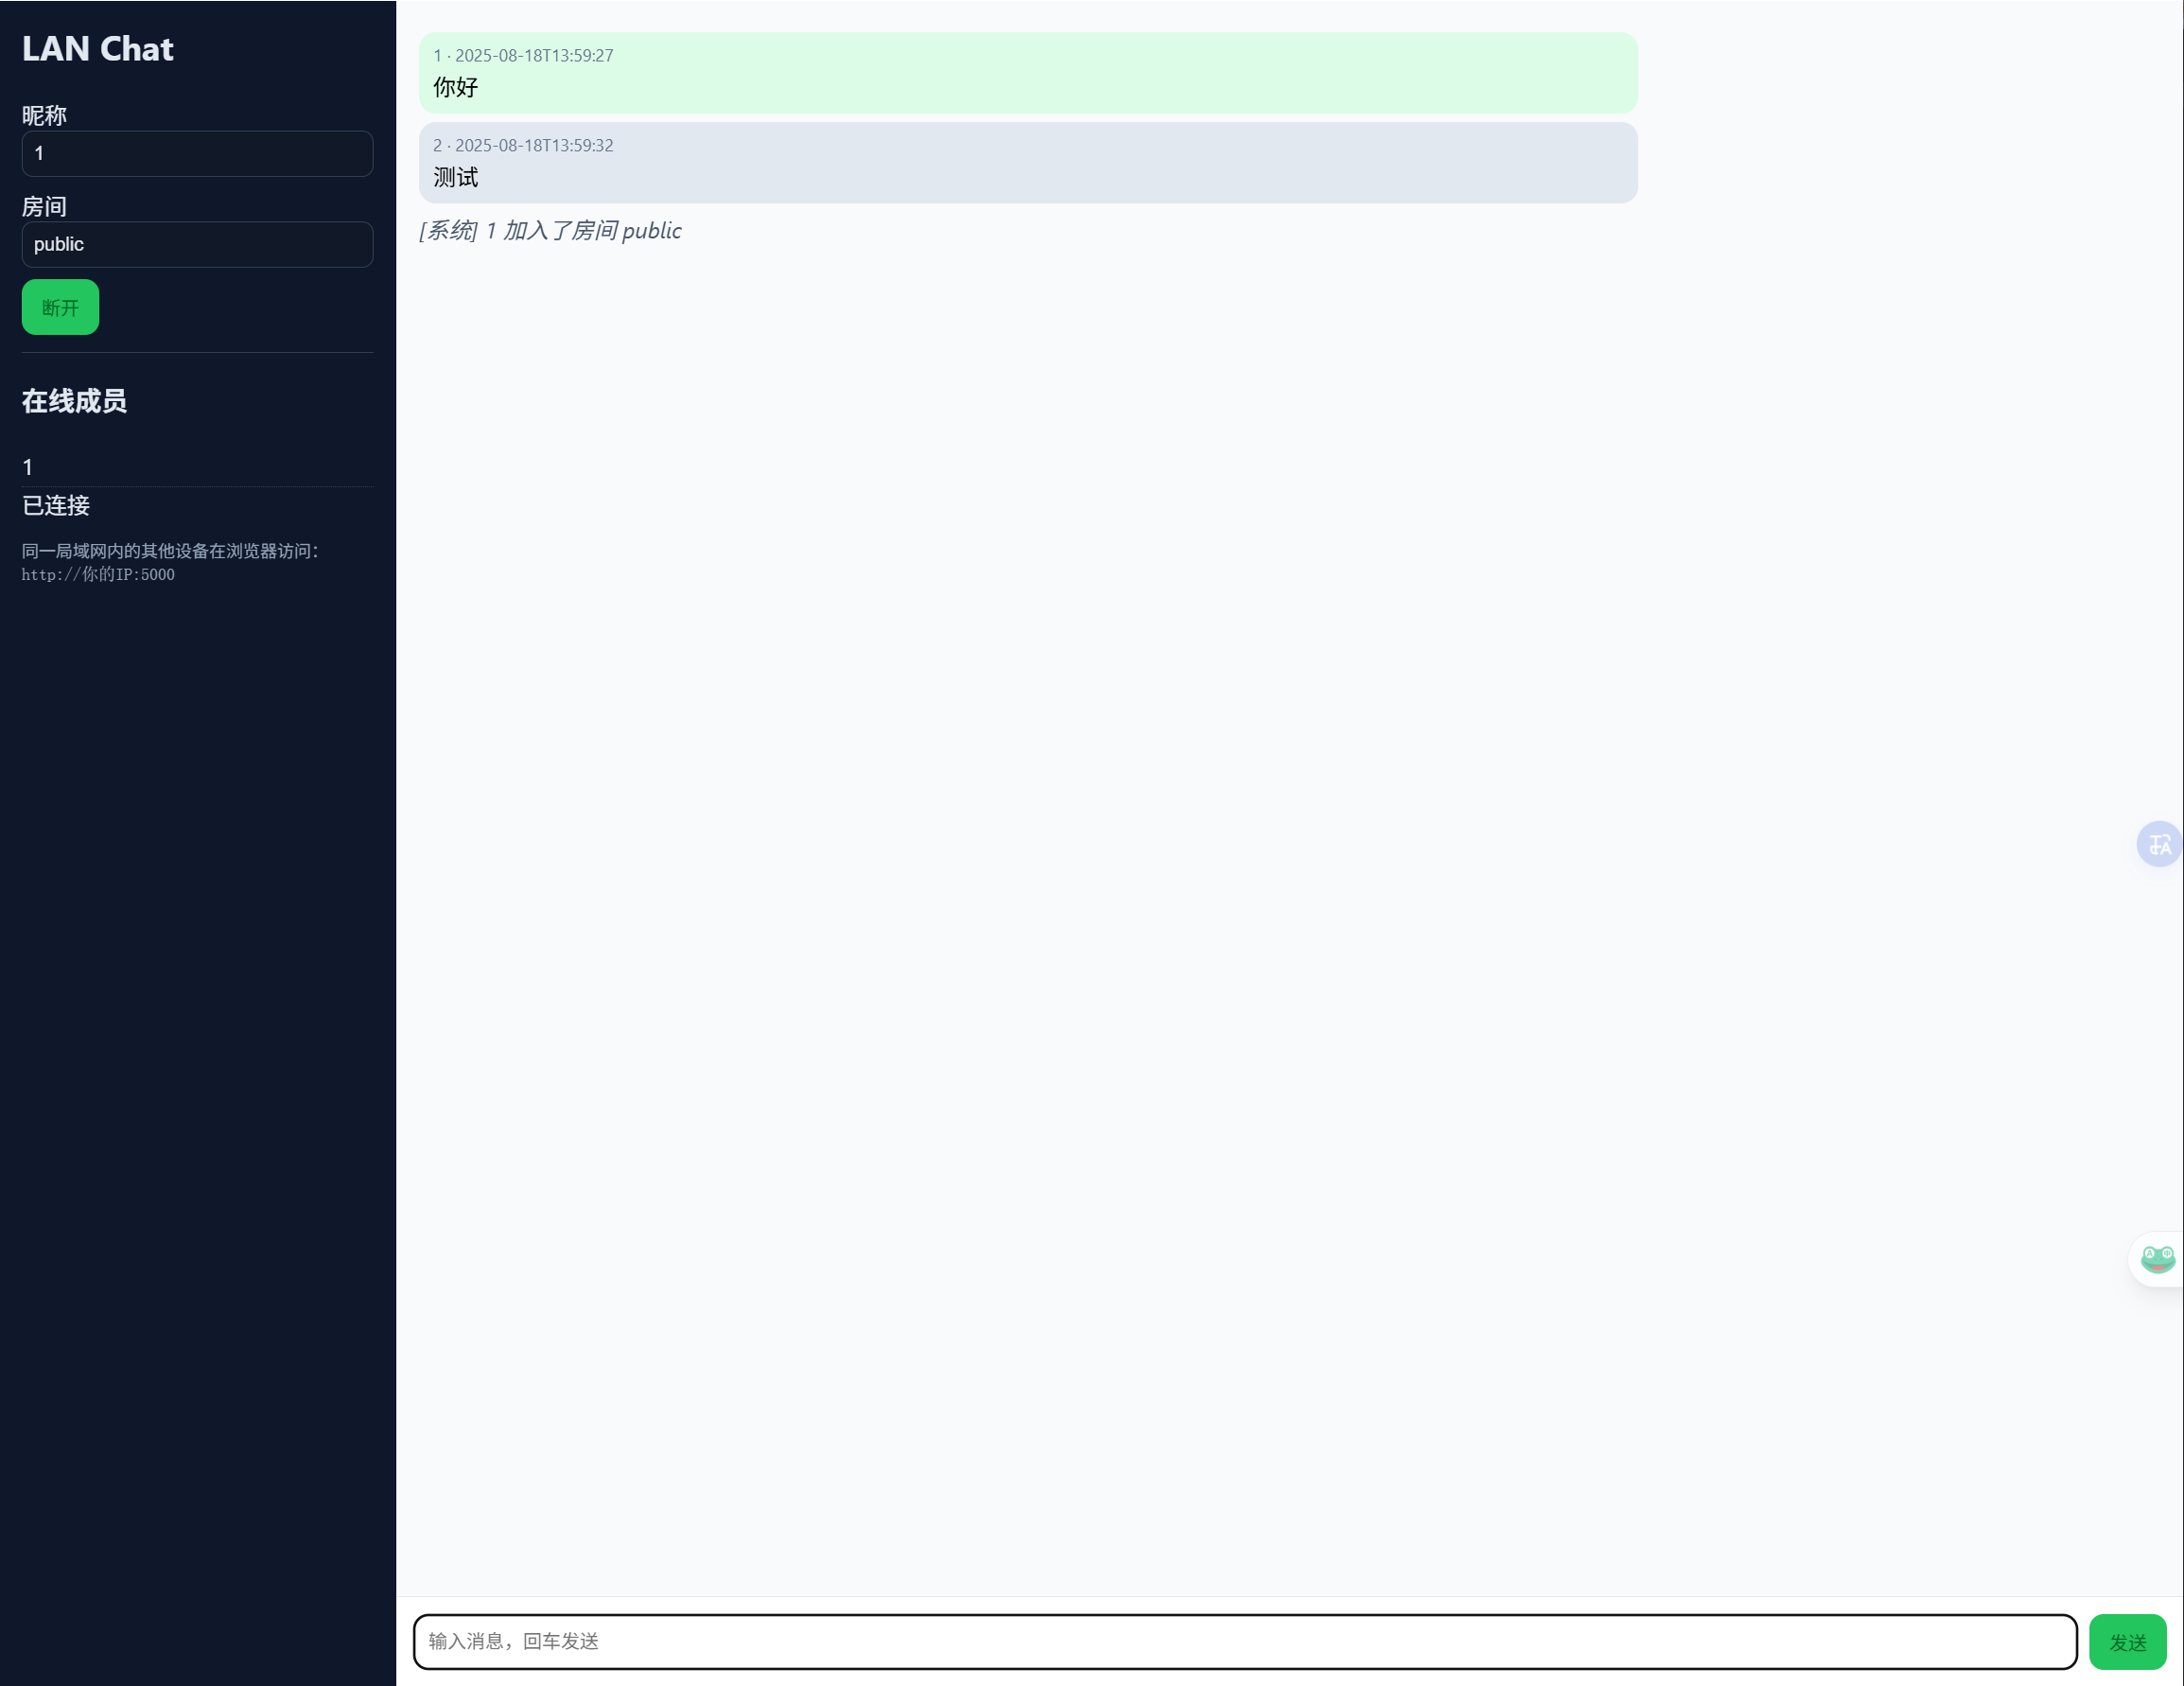 LAN Chat
昵称
1
房间
public
断开
在线成员
1
已连接
同一局域网内的其他设备在浏览器访问：
http://你的IP:5000
1 · 2025-08-18T13:59:27
你好
2 · 2025-08-18T13:59:32
测试
[系统] 1 加入了房间 public
输入消息，回车发送
发送